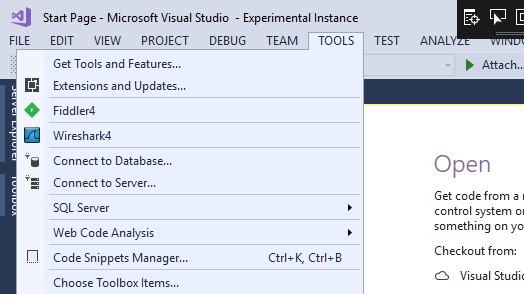 Start Page - Microsoft Visual Studio - Experimental Instance
FILE EDIT VIEW PROJECT DEBUG TEAM TOOLS TEST ANALYZE
Get Tools and Features...
Attach...
Extensions and Updates...
Fiddler4
Wireshark4
Connect to Database...
Connect to Server...
SQL Server
Web Code Analysis
Code Snippets Manager... Ctrl+K, Ctrl+B
Choose Toolbox Items...
Server Explorer
Toolbox
Open
Get code from a
control system or
something on yo
Checkout from:
Visual Studio